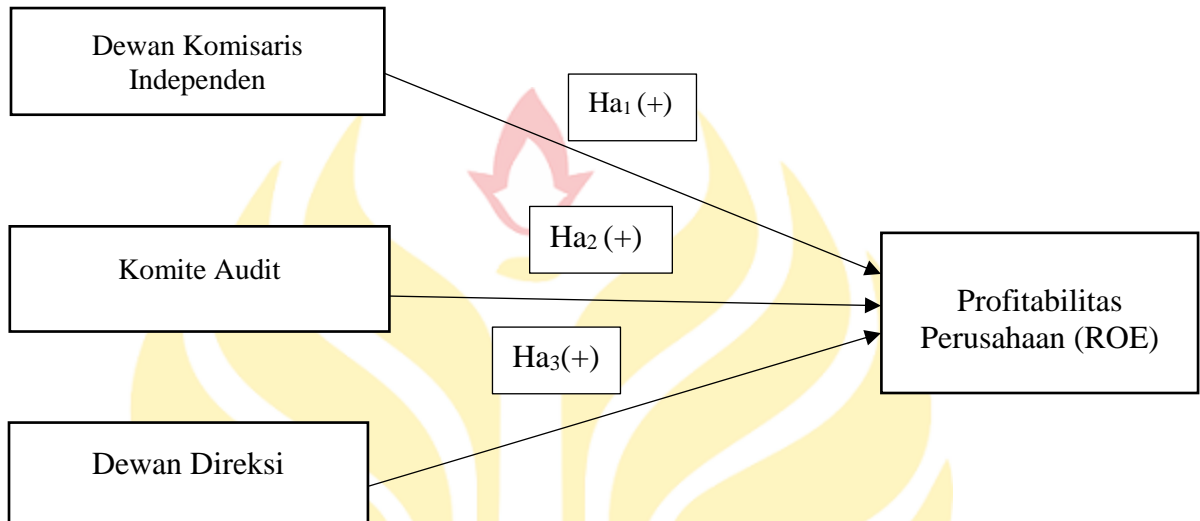 Dewan Komisaris
Independen
Ha₁ (+)
Ha₂ (+)
Komite Audit
Profitabilitas
Perusahaan (ROE)
Ha₃(+)
Dewan Direksi